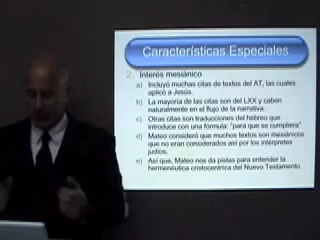 Características Especiales
2. Interés mesiánico
a) Incluyó muchas citas de textos del AT, las cuales
aplicó a Jesús.
b) La mayoría de las citas son del LXX y caben
naturalmente en el flujo de la narrativa.
c) Otras citas son traducciones del hebreo que
introduce con una fórmula: "para que se cumpliera"
d) Mateo consideró que muchos textos son mesiánicos
que no eran considerados así por los intérpretes
judíos.
e) Así que, Mateo nos da pistas para entender la
hermenéutica cristocéntrica del Nuevo Testamento.